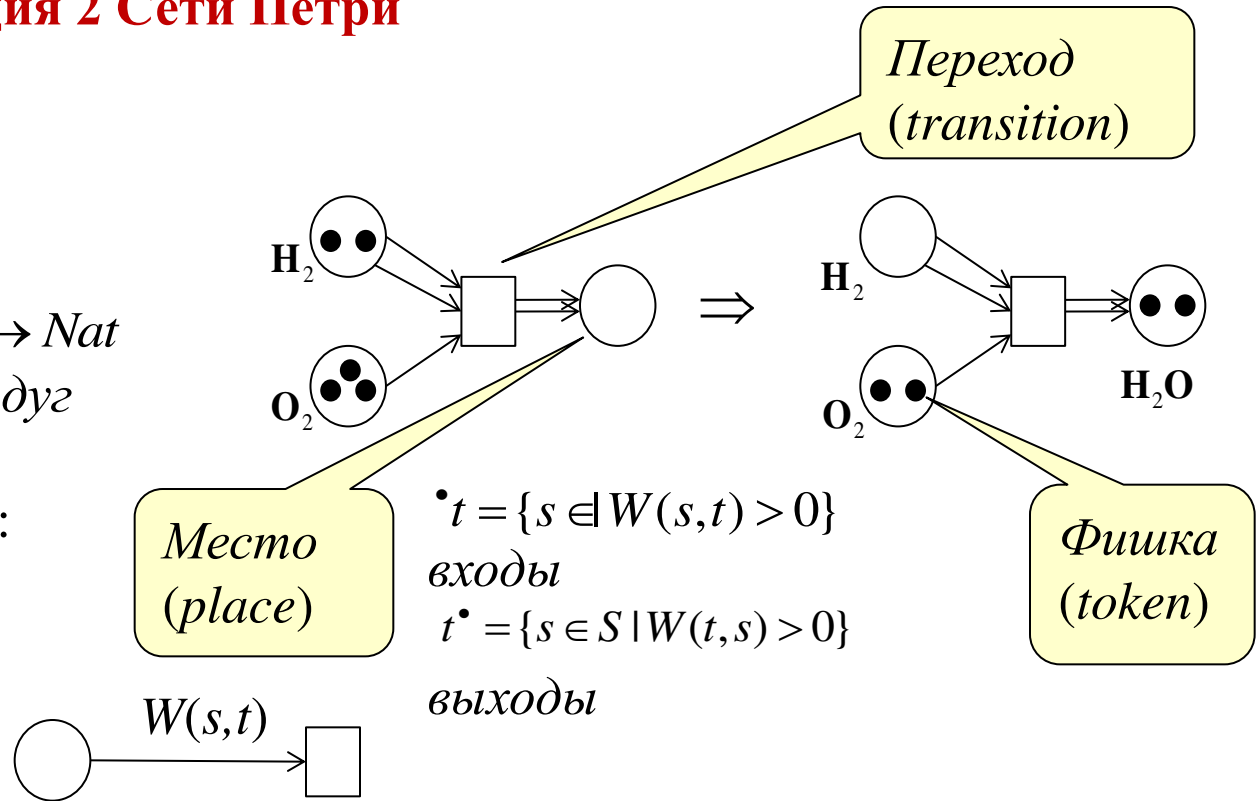 ция 2 Сети Петри
Переход
(transition)
H₂
O₂
⇒
H₂
O₂
H₂O
→ Nat
дуг
:
Место
(place)
•t = {s ∈| W(s,t) > 0}
входы
t• = {s ∈ S | W(t,s) > 0}
выходы
Фишка
(token)
W(s,t)